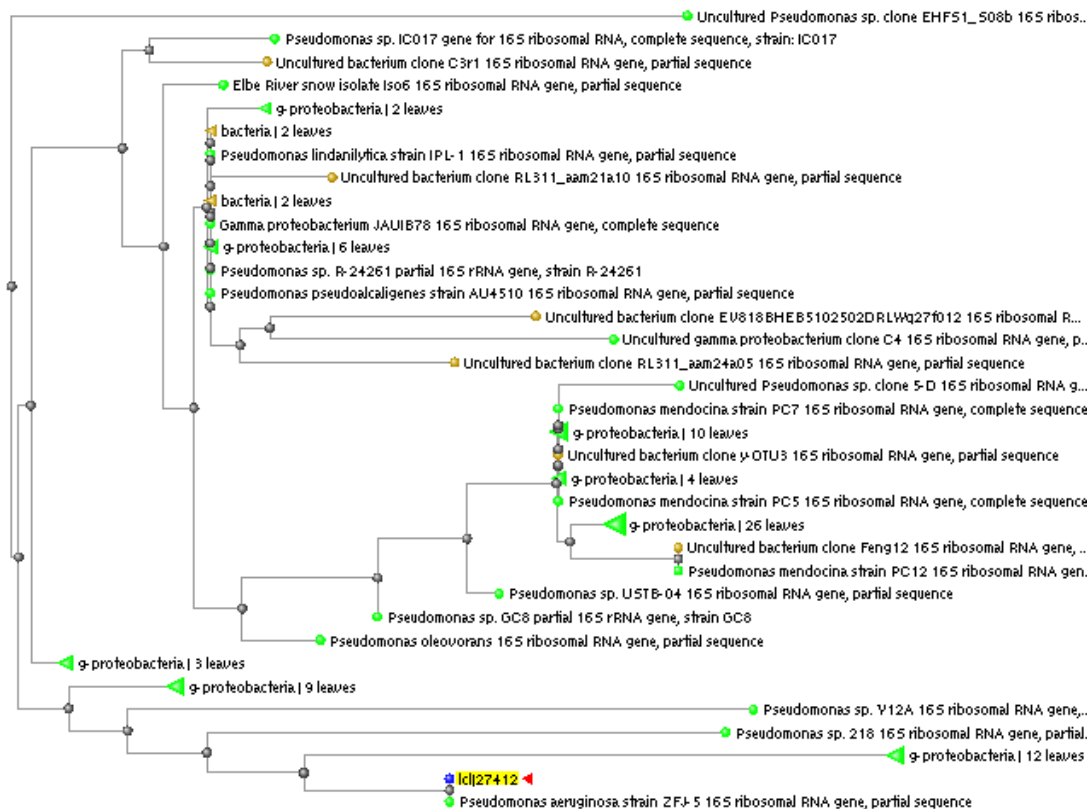 Uncultured Pseudomonas sp. clone EHFS1_S08b 16S ribos...
Pseudomonas sp. IC017 gene for 16S ribosomal RNA, complete sequence, strain: IC017
Uncultured bacterium clone C3r1 16S ribosomal RNA gene, partial sequence
Elbe River snow isolate Iso6 16S ribosomal RNA gene, partial sequence
g-proteobacteria | 2 leaves
bacteria | 2 leaves
Pseudomonas lindanilytica strain IPL-1 16S ribosomal RNA gene, partial sequence
Uncultured bacterium clone RL311_aam21a10 16S ribosomal RNA gene, partial sequence
bacteria | 2 leaves
Gamma proteobacterium JAUIB78 16S ribosomal RNA gene, complete sequence
g-proteobacteria | 6 leaves
Pseudomonas sp. R-24261 partial 16S rRNA gene, strain R-24261
Pseudomonas pseudoalcaligenes strain AU4510 16S ribosomal RNA gene, partial sequence
Uncultured bacterium clone EV818BHEB5102502DRLWq27f012 16S ribosomal R...
Uncultured gamma proteobacterium clone C4 16S ribosomal RNA gene, p...
Uncultured bacterium clone RL311_aam24a05 16S ribosomal RNA gene, partial sequence
Uncultured Pseudomonas sp. clone 5-D 16S ribosomal RNA g...
Pseudomonas mendocina strain PC7 16S ribosomal RNA gene, complete sequence
g-proteobacteria | 10 leaves
Uncultured bacterium clone y-OTU3 16S ribosomal RNA gene, partial sequence
g-proteobacteria | 4 leaves
Pseudomonas mendocina strain PC5 16S ribosomal RNA gene, complete sequence
g-proteobacteria | 26 leaves
Uncultured bacterium clone Feng12 16S ribosomal RNA gene, ...
Pseudomonas mendocina strain PC12 16S ribosomal RNA gen...
Pseudomonas sp. USTB-04 16S ribosomal RNA gene, partial sequence
Pseudomonas sp. GC8 partial 16S rRNA gene, strain GC8
Pseudomonas oleovorans 16S ribosomal RNA gene, partial sequence
g-proteobacteria | 3 leaves
g-proteobacteria | 9 leaves
Pseudomonas sp. V12A 16S ribosomal RNA gene,...
Pseudomonas sp. 218 16S ribosomal RNA gene, partial...
g-proteobacteria | 12 leaves
lcl|27412
Pseudomonas aeruginosa strain ZFJ-5 16S ribosomal RNA gene, partial sequence